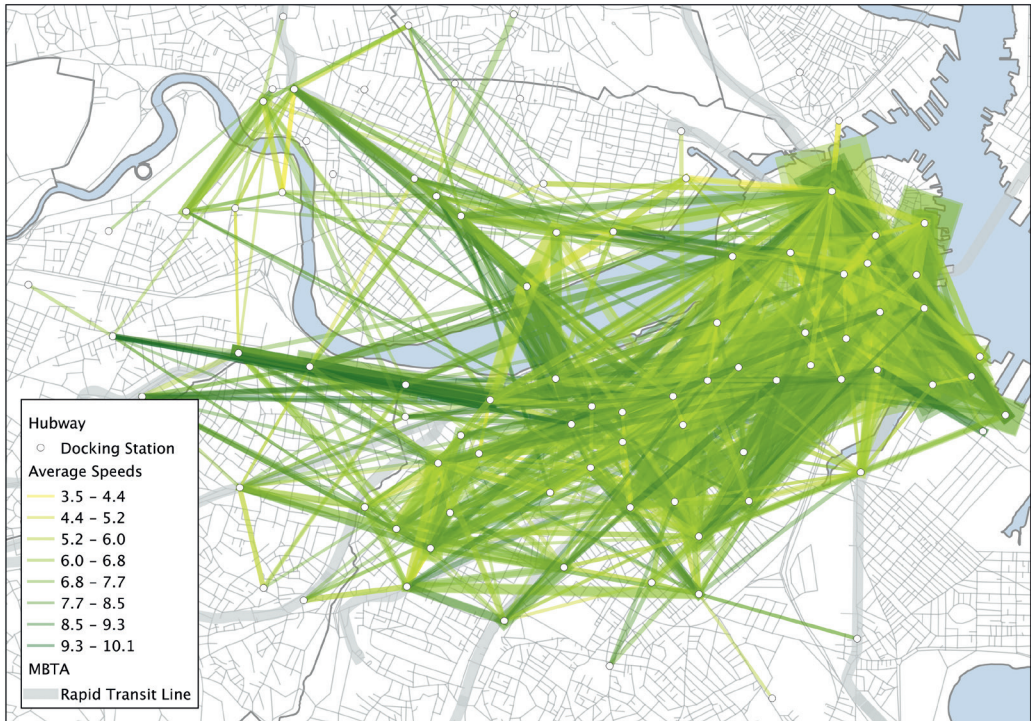 Hubway
Docking Station
Average Speeds
3.5 – 4.4
4.4 – 5.2
5.2 – 6.0
6.0 – 6.8
6.8 – 7.7
7.7 – 8.5
8.5 – 9.3
9.3 – 10.1
MBTA
Rapid Transit Line